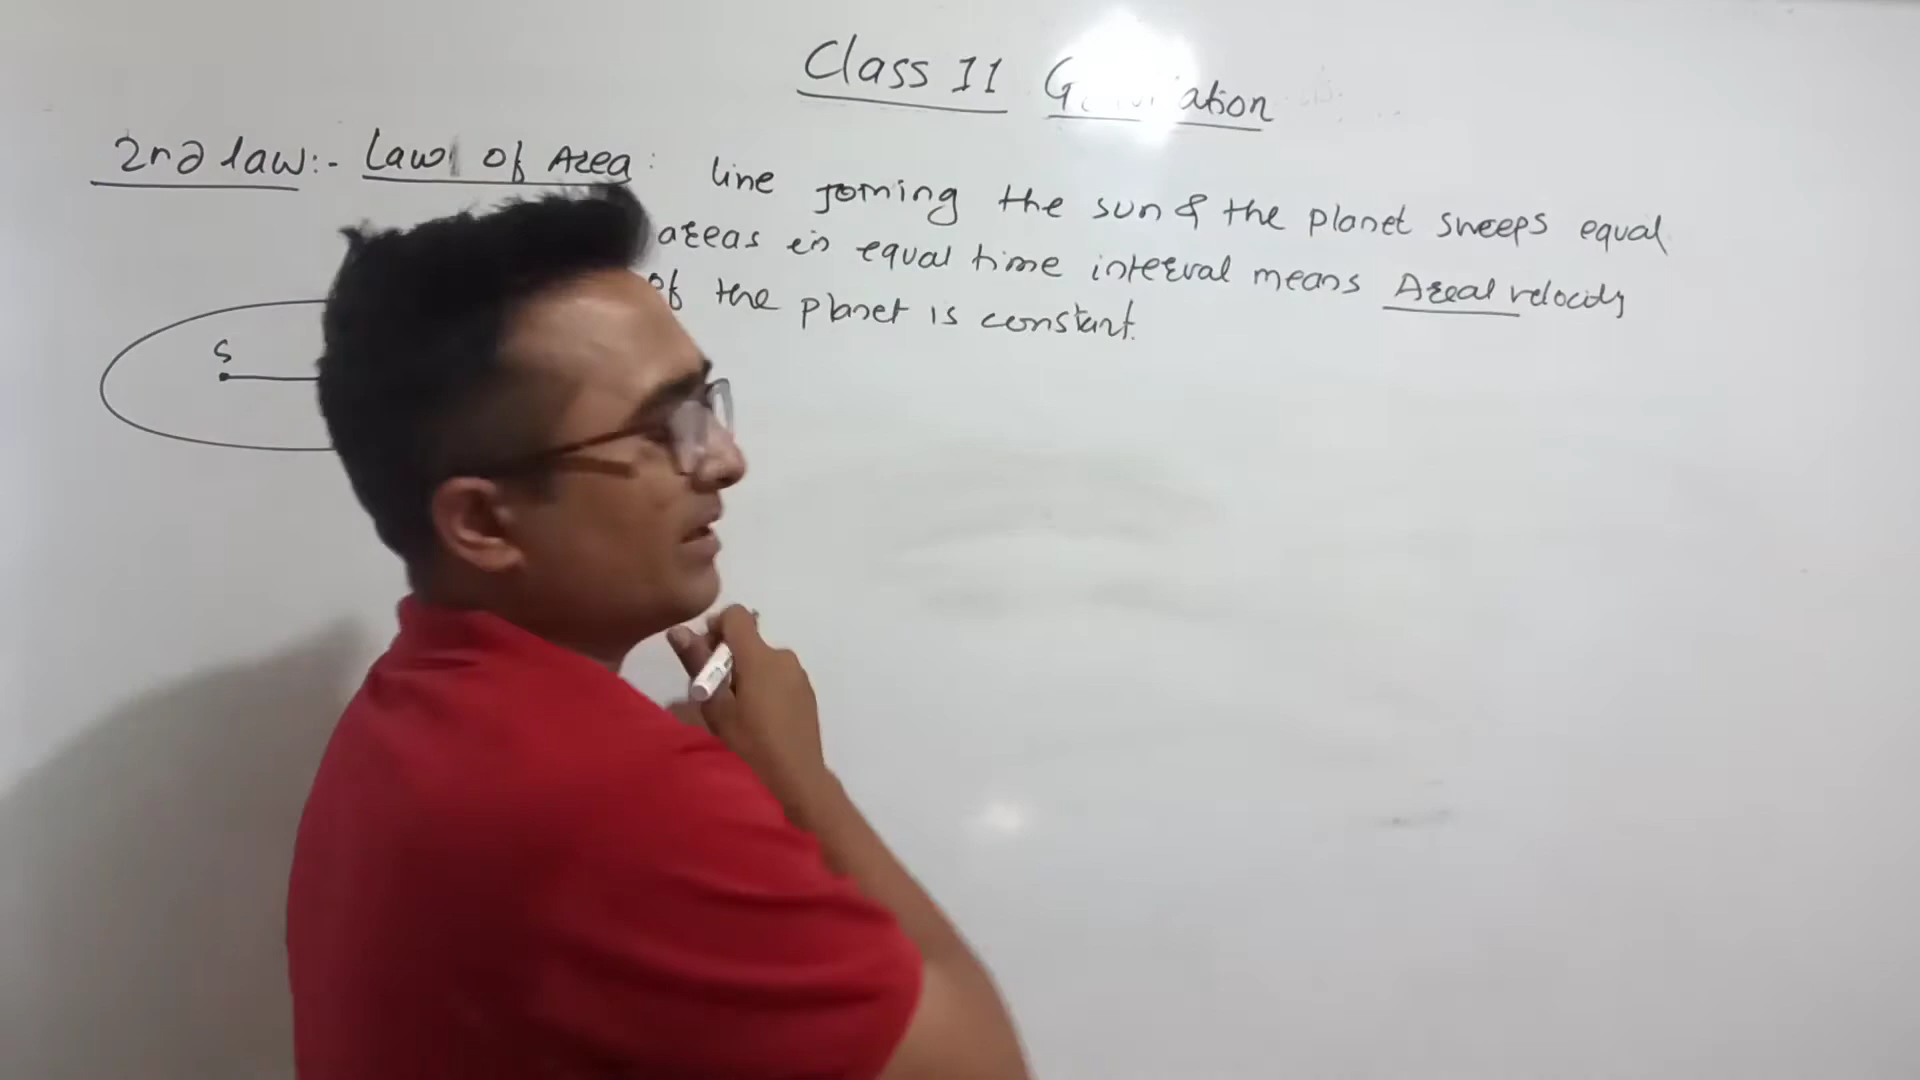 Class 11 Gravitation
2nd law:- Law of Area: line joining the sun & the planet sweeps equal
areas in equal time interval means Areal velocity
of the planet is constant.
S